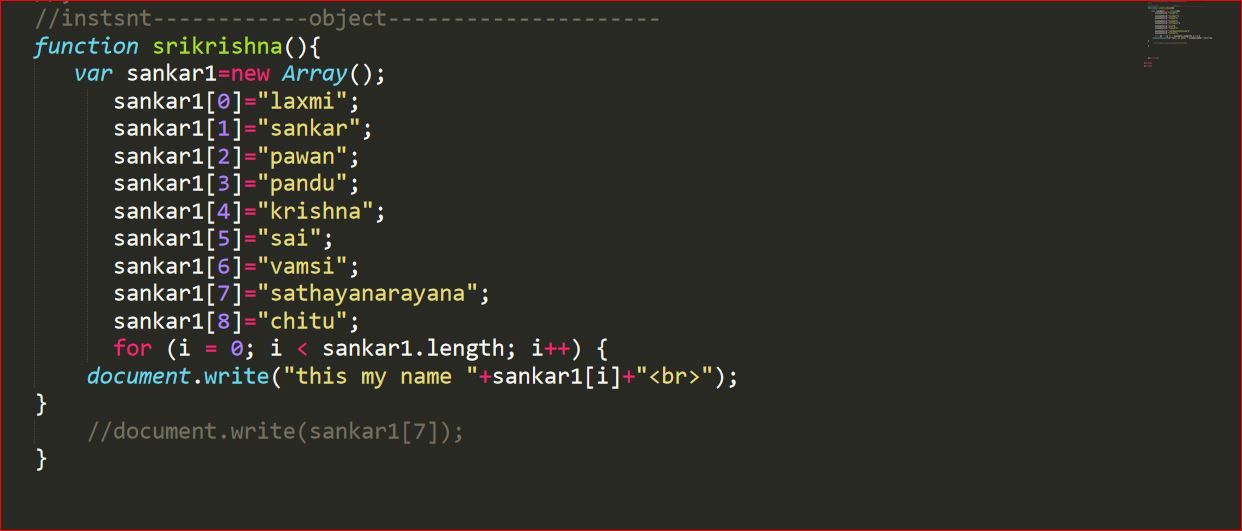 //instsnt------------object---------------------
function srikrishna(){
var sankar1=new Array();
sankar1[0]="laxmi";
sankar1[1]="sankar";
sankar1[2]="pawan";
sankar1[3]="pandu";
sankar1[4]="krishna";
sankar1[5]="sai";
sankar1[6]="vamsi";
sankar1[7]="sathayanarayana";
sankar1[8]="chitu";
for (i = 0; i < sankar1.length; i++) {
document.write("this my name "+sankar1[i]+"<br>");
}
//document.write(sankar1[7]);
}